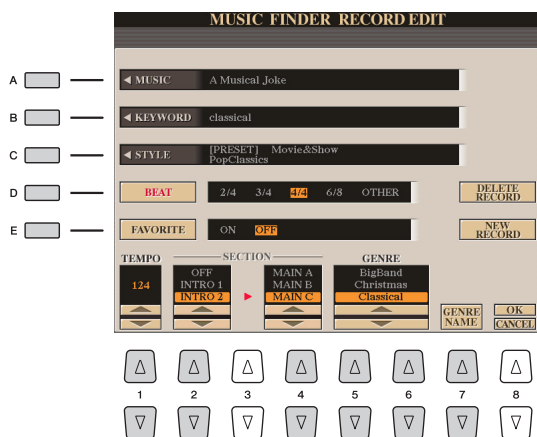 MUSIC FINDER RECORD EDIT
A
MUSIC
A Musical Joke
B
KEYWORD
classical
C
STYLE
[PRESET] Movie&Show
PopClassics
D
BEAT
2/4 3/4 4/4 6/8 OTHER
DELETE
RECORD
E
FAVORITE
ON OFF
NEW
RECORD
TEMPO
124
SECTION
OFF
INTRO 1
INTRO 2
MAIN A
MAIN B
MAIN C
GENRE
BigBand
Christmas
Classical
GENRE
NAME
OK
CANCEL
1 2 3 4 5 6 7 8